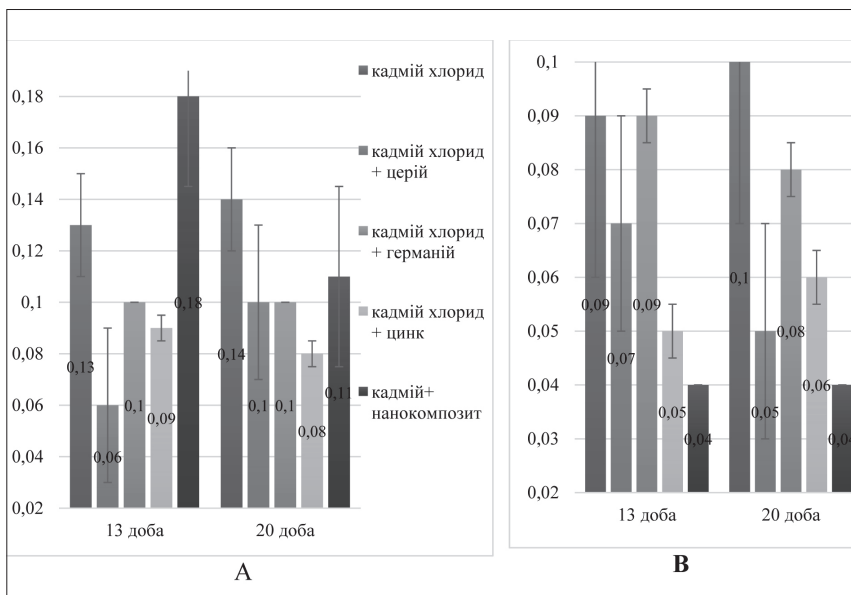 0,18
0,16
0,14
0,12
0,1
0,08
0,06
0,04
0,02
0,13
0,06
0,1
0,09
0,18
0,14
0,1
0,1
0,08
0,11
13 доба
20 доба
кадмій хлорид
кадмій хлорид
+ церій
кадмій хлорид
+ германій
кадмій хлорид
+ цинк
кадмій+
нанокомпозит
А
0,1
0,09
0,08
0,07
0,06
0,05
0,04
0,03
0,02
0,09
0,07
0,09
0,05
0,04
0,1
0,05
0,08
0,06
0,04
13 доба
20 доба
В